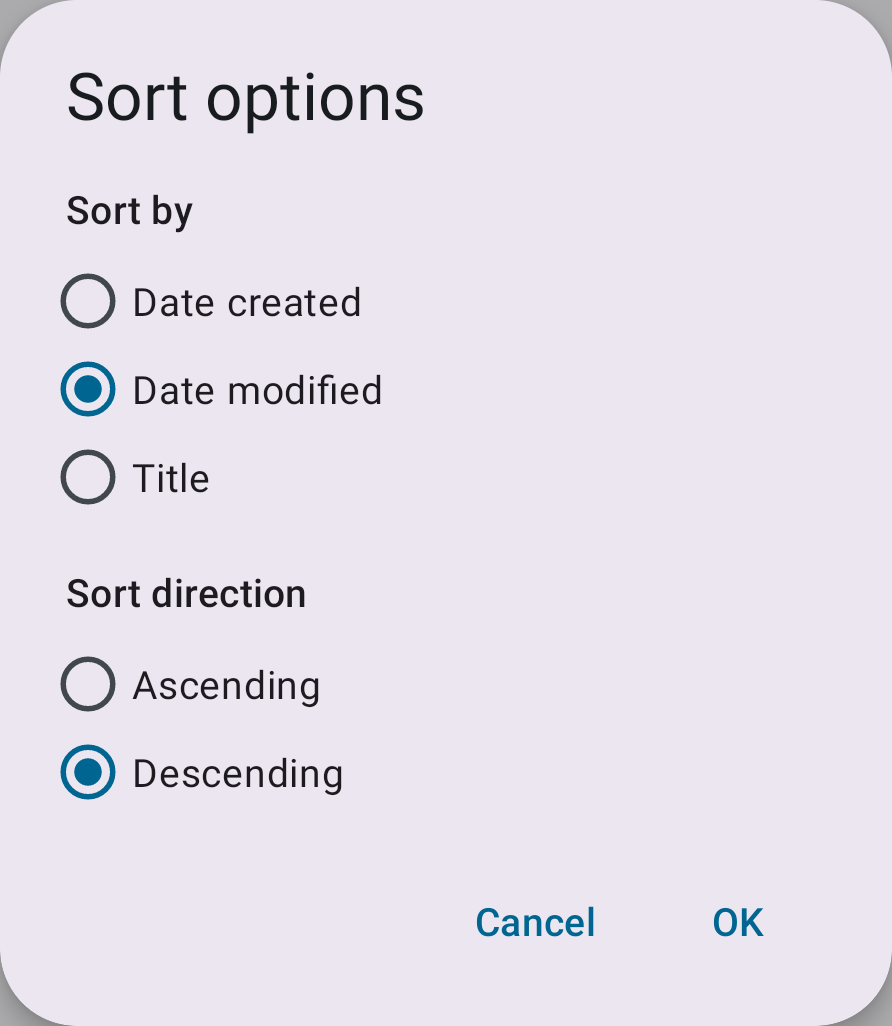 Sort options
Sort by
Date created
Date modified
Title
Sort direction
Ascending
Descending
Cancel OK